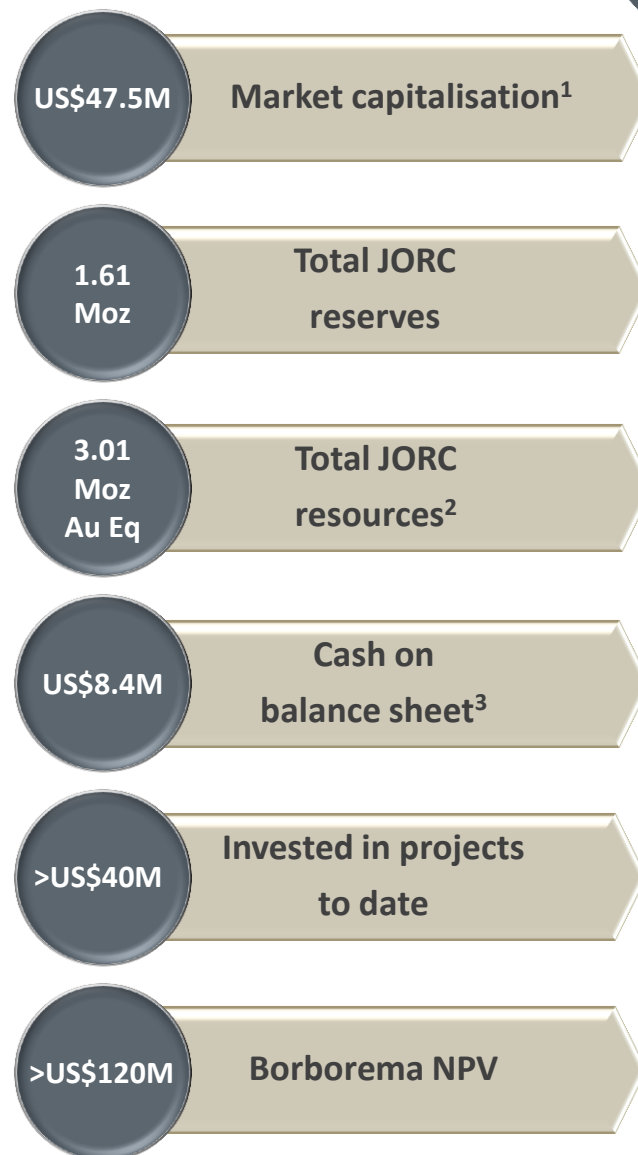 US$47.5M
Market capitalisation¹
1.61
Moz
Total JORC
reserves
3.01
Moz
Au Eq
Total JORC
resources²
US$8.4M
Cash on
balance sheet³
>US$40M
Invested in projects
to date
>US$120M
Borborema NPV